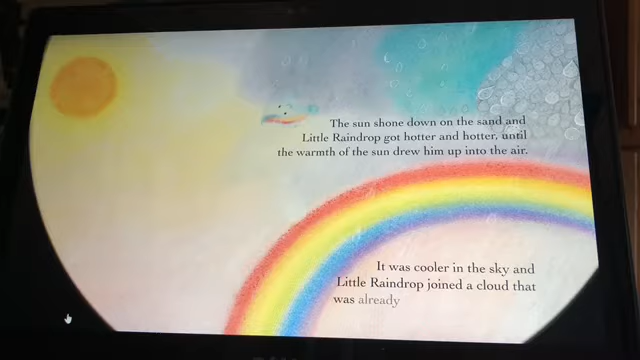 The sun shone down on the sand and
Little Raindrop got hotter and hotter, until
the warmth of the sun drew him up into the air.
It was cooler in the sky and
Little Raindrop joined a cloud that
was already